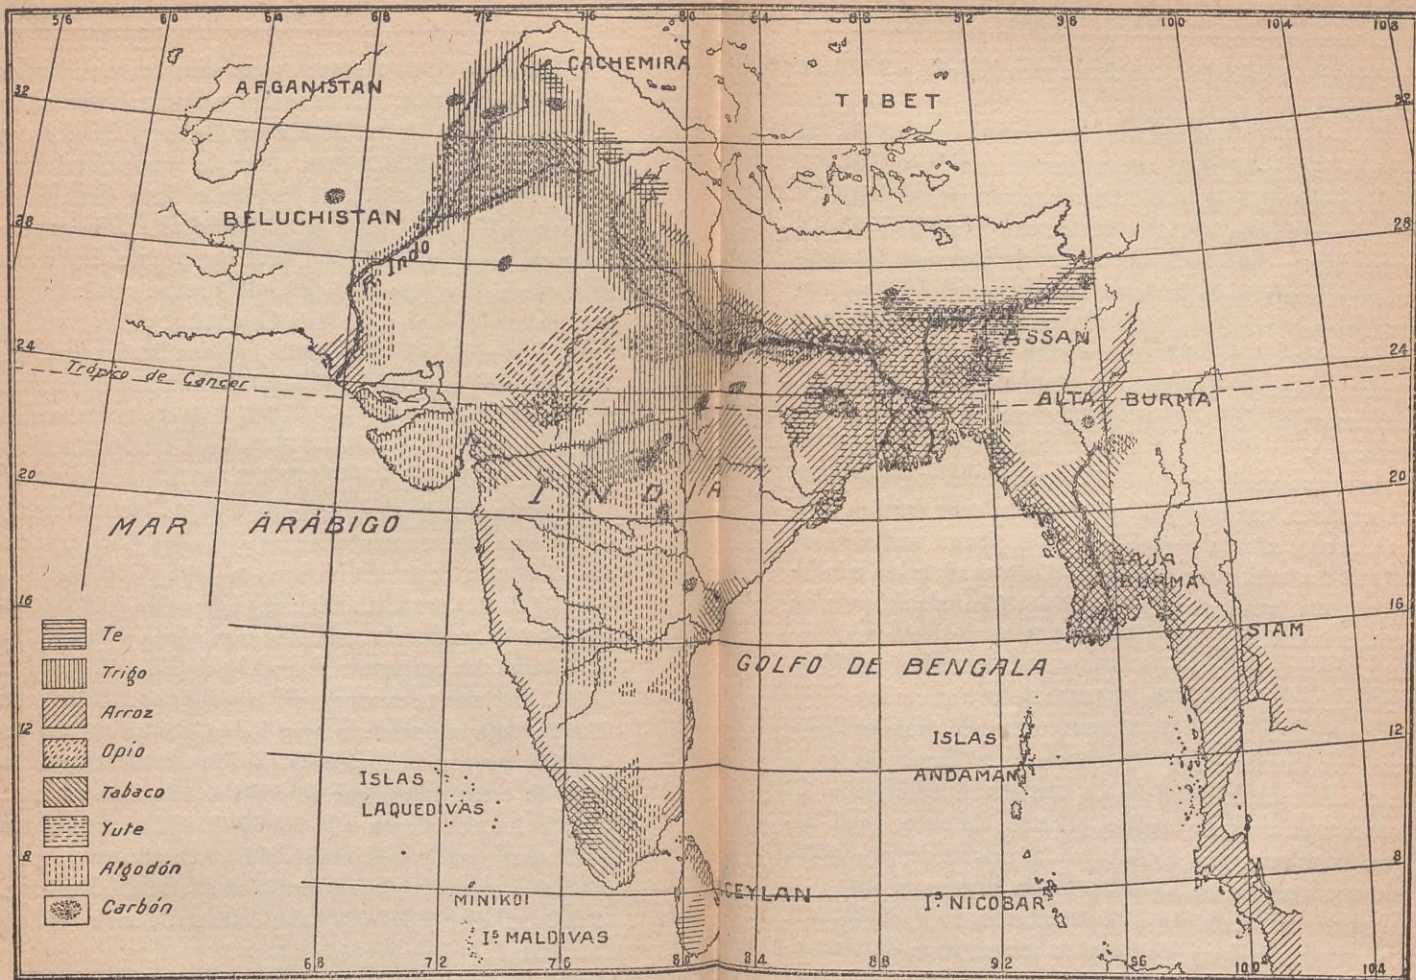 56 60 64 68 72 76 80 84 88 92 96 100 104 108
CACHEMIRA
AFGANISTAN
TIBET
32 32
BELUCHISTAN
28 28
R. Indo
ASSAN
24 24
Trópico de Cancer
ALTA BURMA
20 20
INDIA
MAR ÁRÁBIGO
BAJA
BURMA
16 16
SIAM
Te
Trigo
GOLFO DE BENGALA
Arroz
12 12
Opio
ISLAS
ANDAMAN
ISLAS
LAQUEDIVAS
Tabaco
Yute
8 8
Algodón
Carbón
MINIKOI
CEYLAN
Iˢ NICOBAR
Iˢ MALDIVAS
68 72 76 80 84 88 92 96 100 104